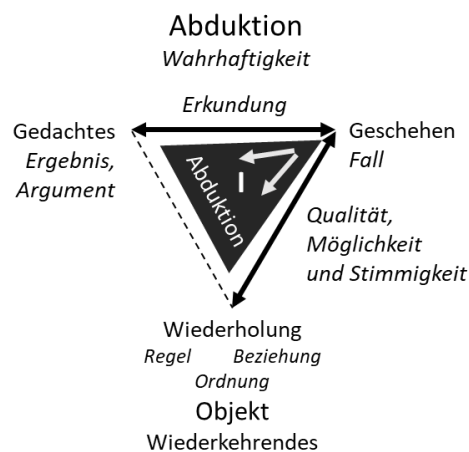 Abduktion
Wahrhaftigkeit
Erkundung
Gedachtes
Ergebnis,
Argument
Geschehen
Fall
Abduktion
I
Qualität,
Möglichkeit
und Stimmigkeit
Wiederholung
Regel Beziehung
Ordnung
Objekt
Wiederkehrendes